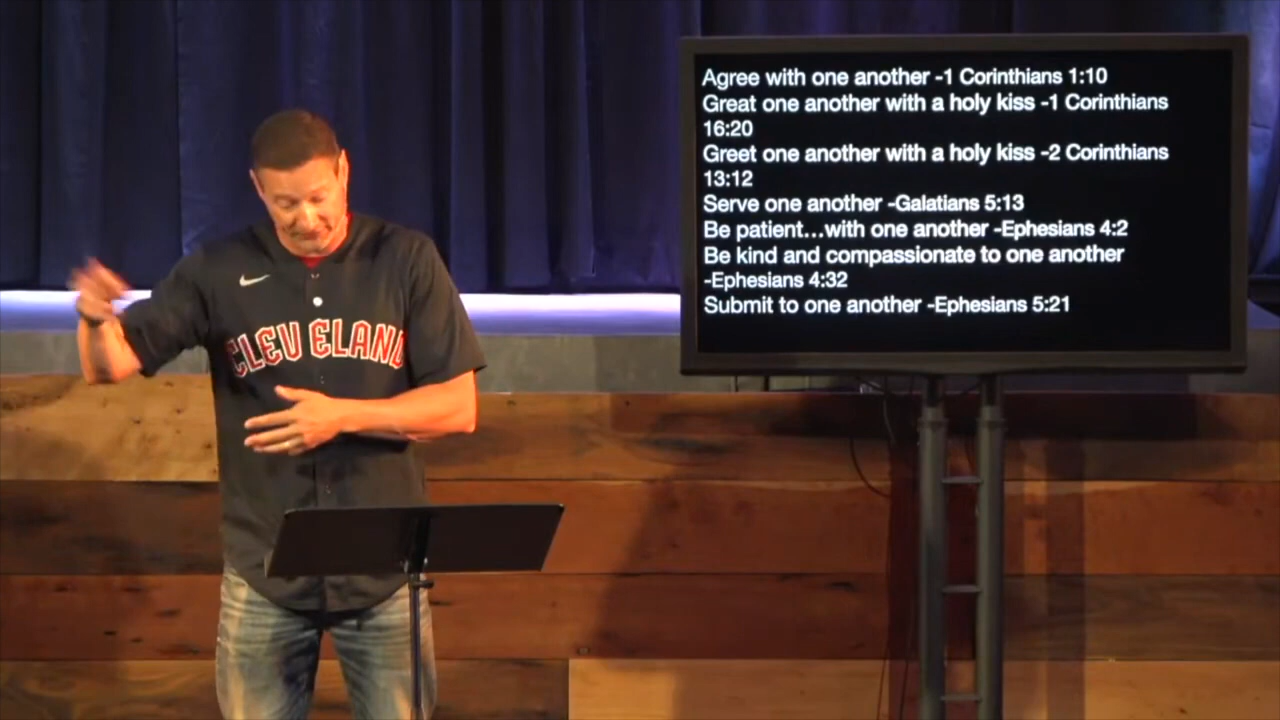 CLEVELAND
Agree with one another -1 Corinthians 1:10
Great one another with a holy kiss -1 Corinthians
16:20
Greet one another with a holy kiss -2 Corinthians
13:12
Serve one another -Galatians 5:13
Be patient...with one another -Ephesians 4:2
Be kind and compassionate to one another
-Ephesians 4:32
Submit to one another -Ephesians 5:21